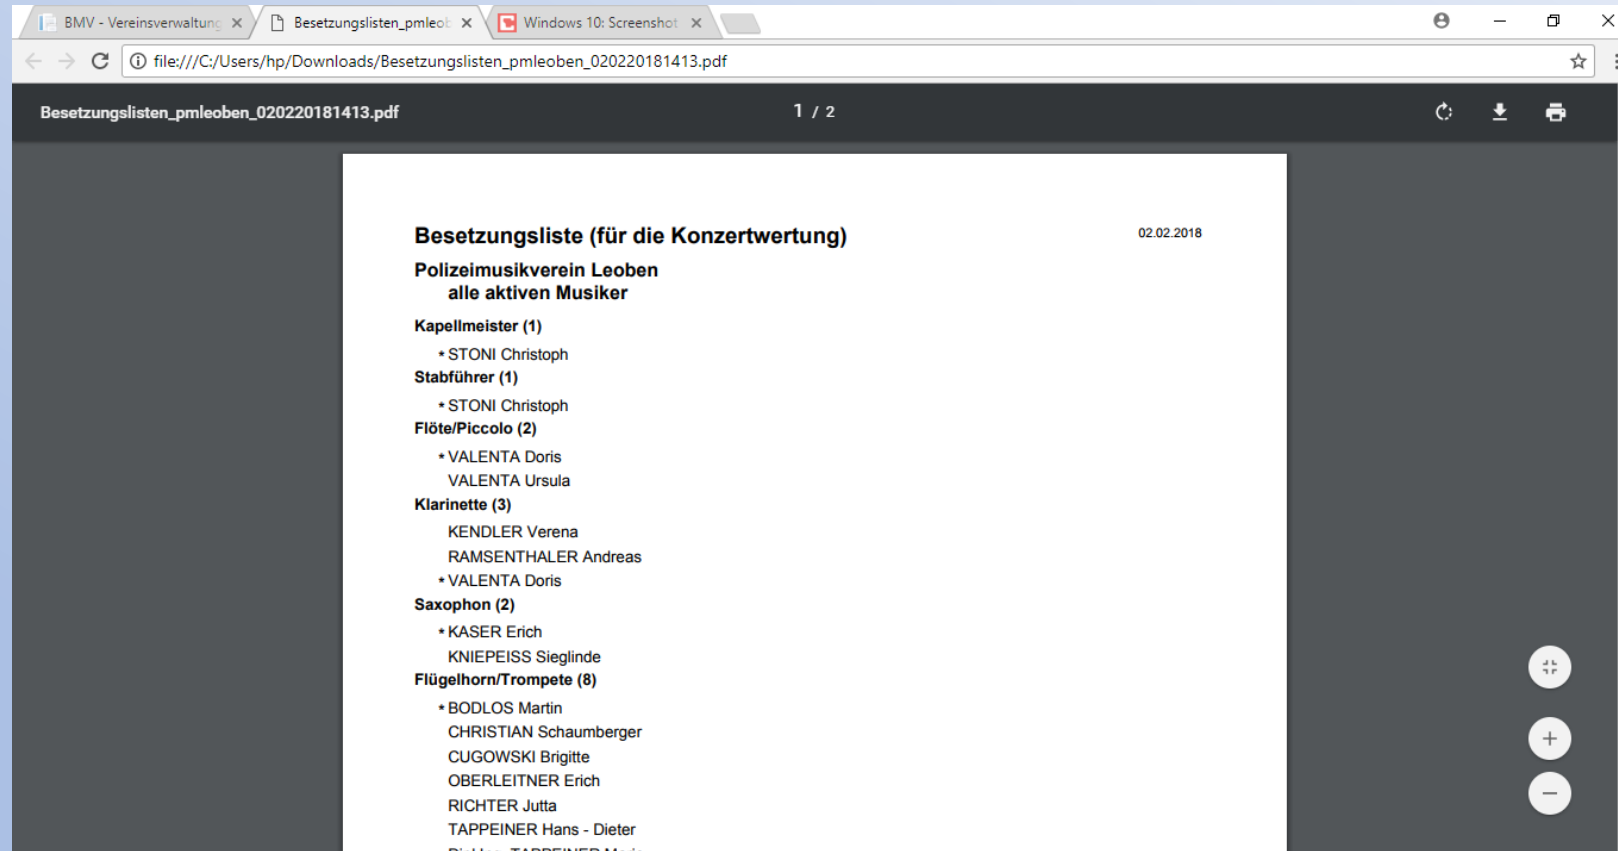 BMV - Vereinsverwaltung
Besetzungslisten_pmleob
Windows 10: Screenshot
file:///C:/Users/hp/Downloads/Besetzungslisten_pmleoben_020220181413.pdf
Besetzungslisten_pmleoben_020220181413.pdf
1 / 2
Besetzungsliste (für die Konzertwertung)
02.02.2018
Polizeimusikverein Leoben
alle aktiven Musiker
Kapellmeister (1)
* STONI Christoph
Stabführer (1)
* STONI Christoph
Flöte/Piccolo (2)
* VALENTA Doris
VALENTA Ursula
Klarinette (3)
KENDLER Verena
RAMSENTHALER Andreas
* VALENTA Doris
Saxophon (2)
* KASER Erich
KNIEPEISS Sieglinde
Flügelhorn/Trompete (8)
* BODLOS Martin
CHRISTIAN Schaumberger
CUGOWSKI Brigitte
OBERLEITNER Erich
RICHTER Jutta
TAPPEINER Hans - Dieter
TAPPEINER